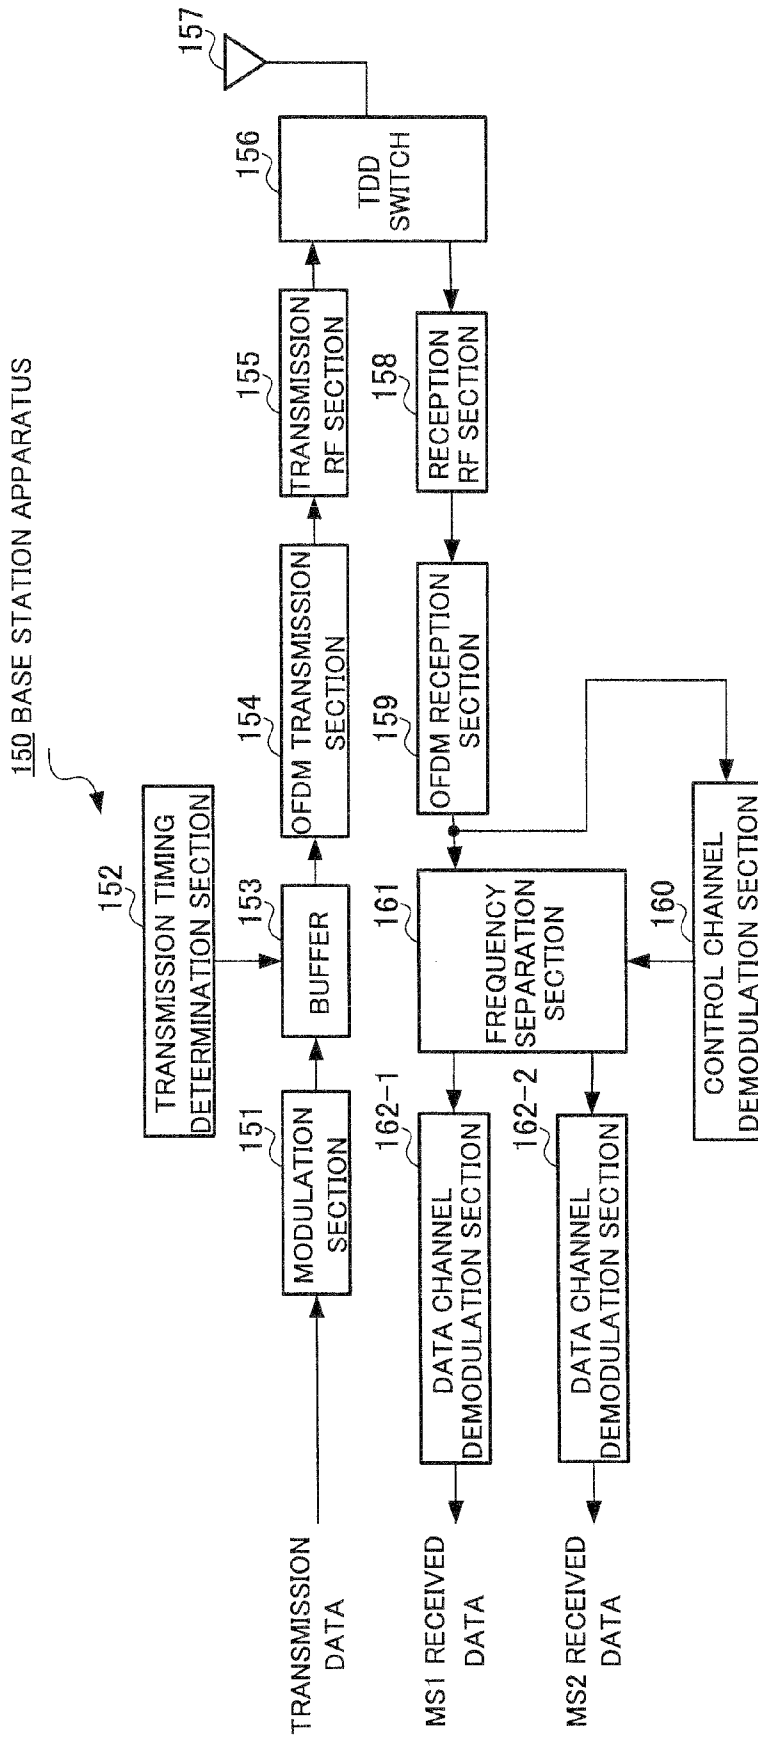 150 BASE STATION APPARATUS
152
TRANSMISSION TIMING
DETERMINATION SECTION
TRANSMISSION
DATA
151
MODULATION
SECTION
153
BUFFER
154
OFDM TRANSMISSION
SECTION
155
TRANSMISSION
RF SECTION
156
TDD
SWITCH
157
158
RECEPTION
RF SECTION
159
OFDM RECEPTION
SECTION
161
FREQUENCY
SEPARATION
SECTION
162-1
DATA CHANNEL
DEMODULATION SECTION
MS1 RECEIVED
DATA
162-2
DATA CHANNEL
DEMODULATION SECTION
MS2 RECEIVED
DATA
160
CONTROL CHANNEL
DEMODULATION SECTION